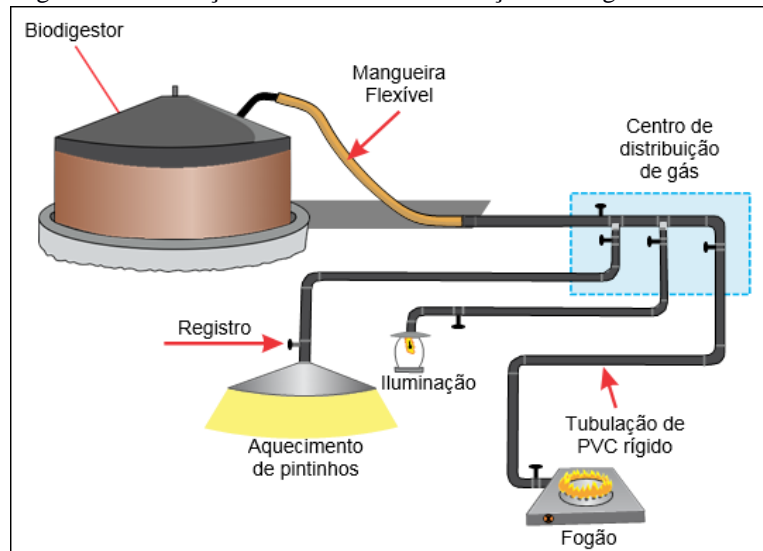 Biodigestor
Mangueira
Flexível
Centro de
distribuição
de gás
Registro
Iluminação
Aquecimento
de pintinhos
Tubulação de
PVC rígido
Fogão